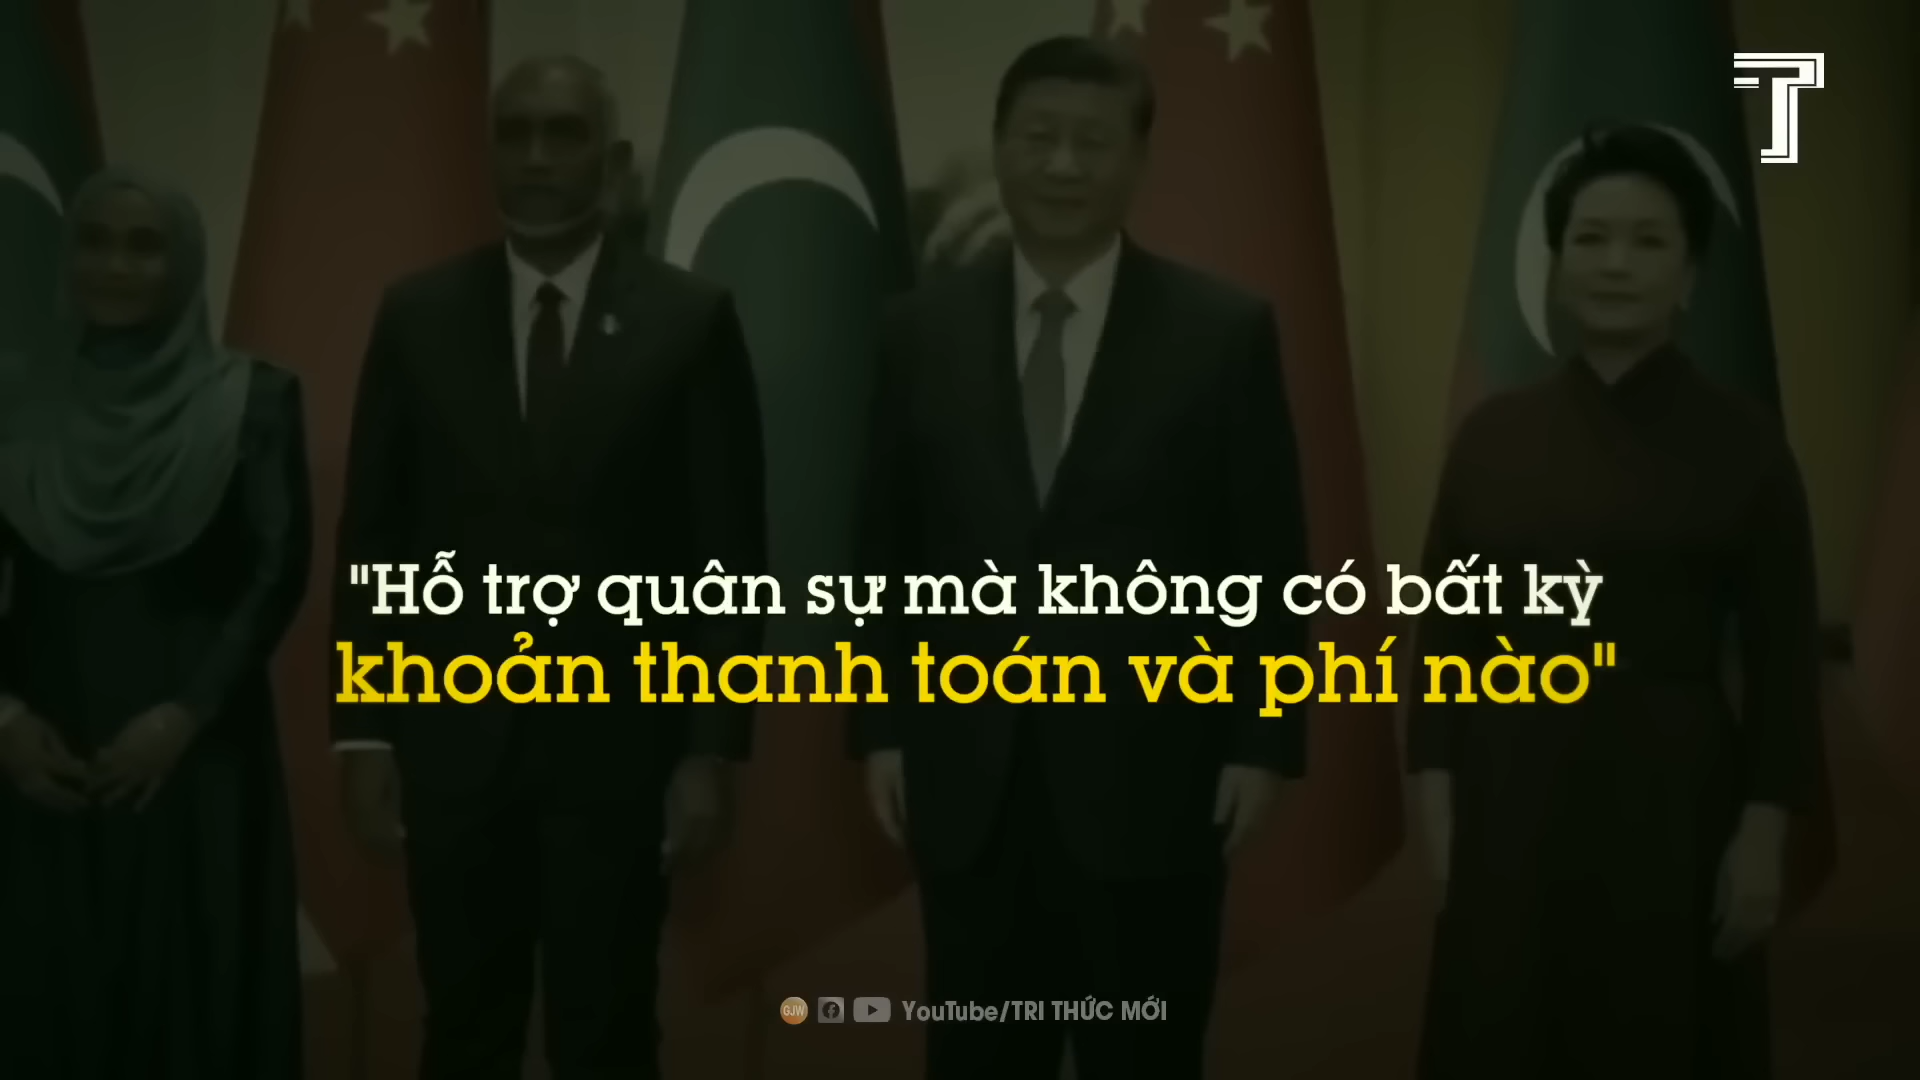 "Hỗ trợ quân sự mà không có bất kỳ
khoản thanh toán và phí nào"
GJW YouTube/TRI THỨC MỚI